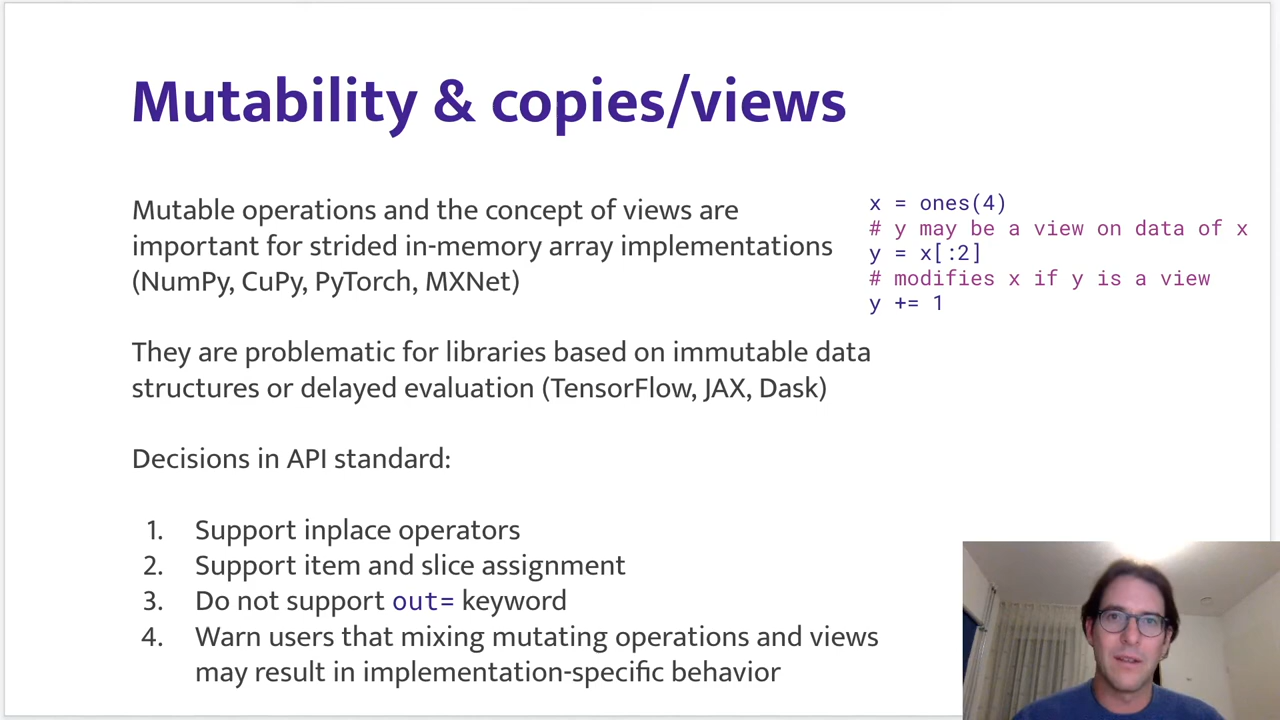 Mutability & copies/views
Mutable operations and the concept of views are
important for strided in-memory array implementations
(NumPy, CuPy, PyTorch, MXNet)
They are problematic for libraries based on immutable data
structures or delayed evaluation (TensorFlow, JAX, Dask)
Decisions in API standard:
1. Support inplace operators
2. Support item and slice assignment
3. Do not support out= keyword
4. Warn users that mixing mutating operations and views
may result in implementation-specific behavior
x = ones(4)
# y may be a view on data of x
y = x[:2]
# modifies x if y is a view
y += 1